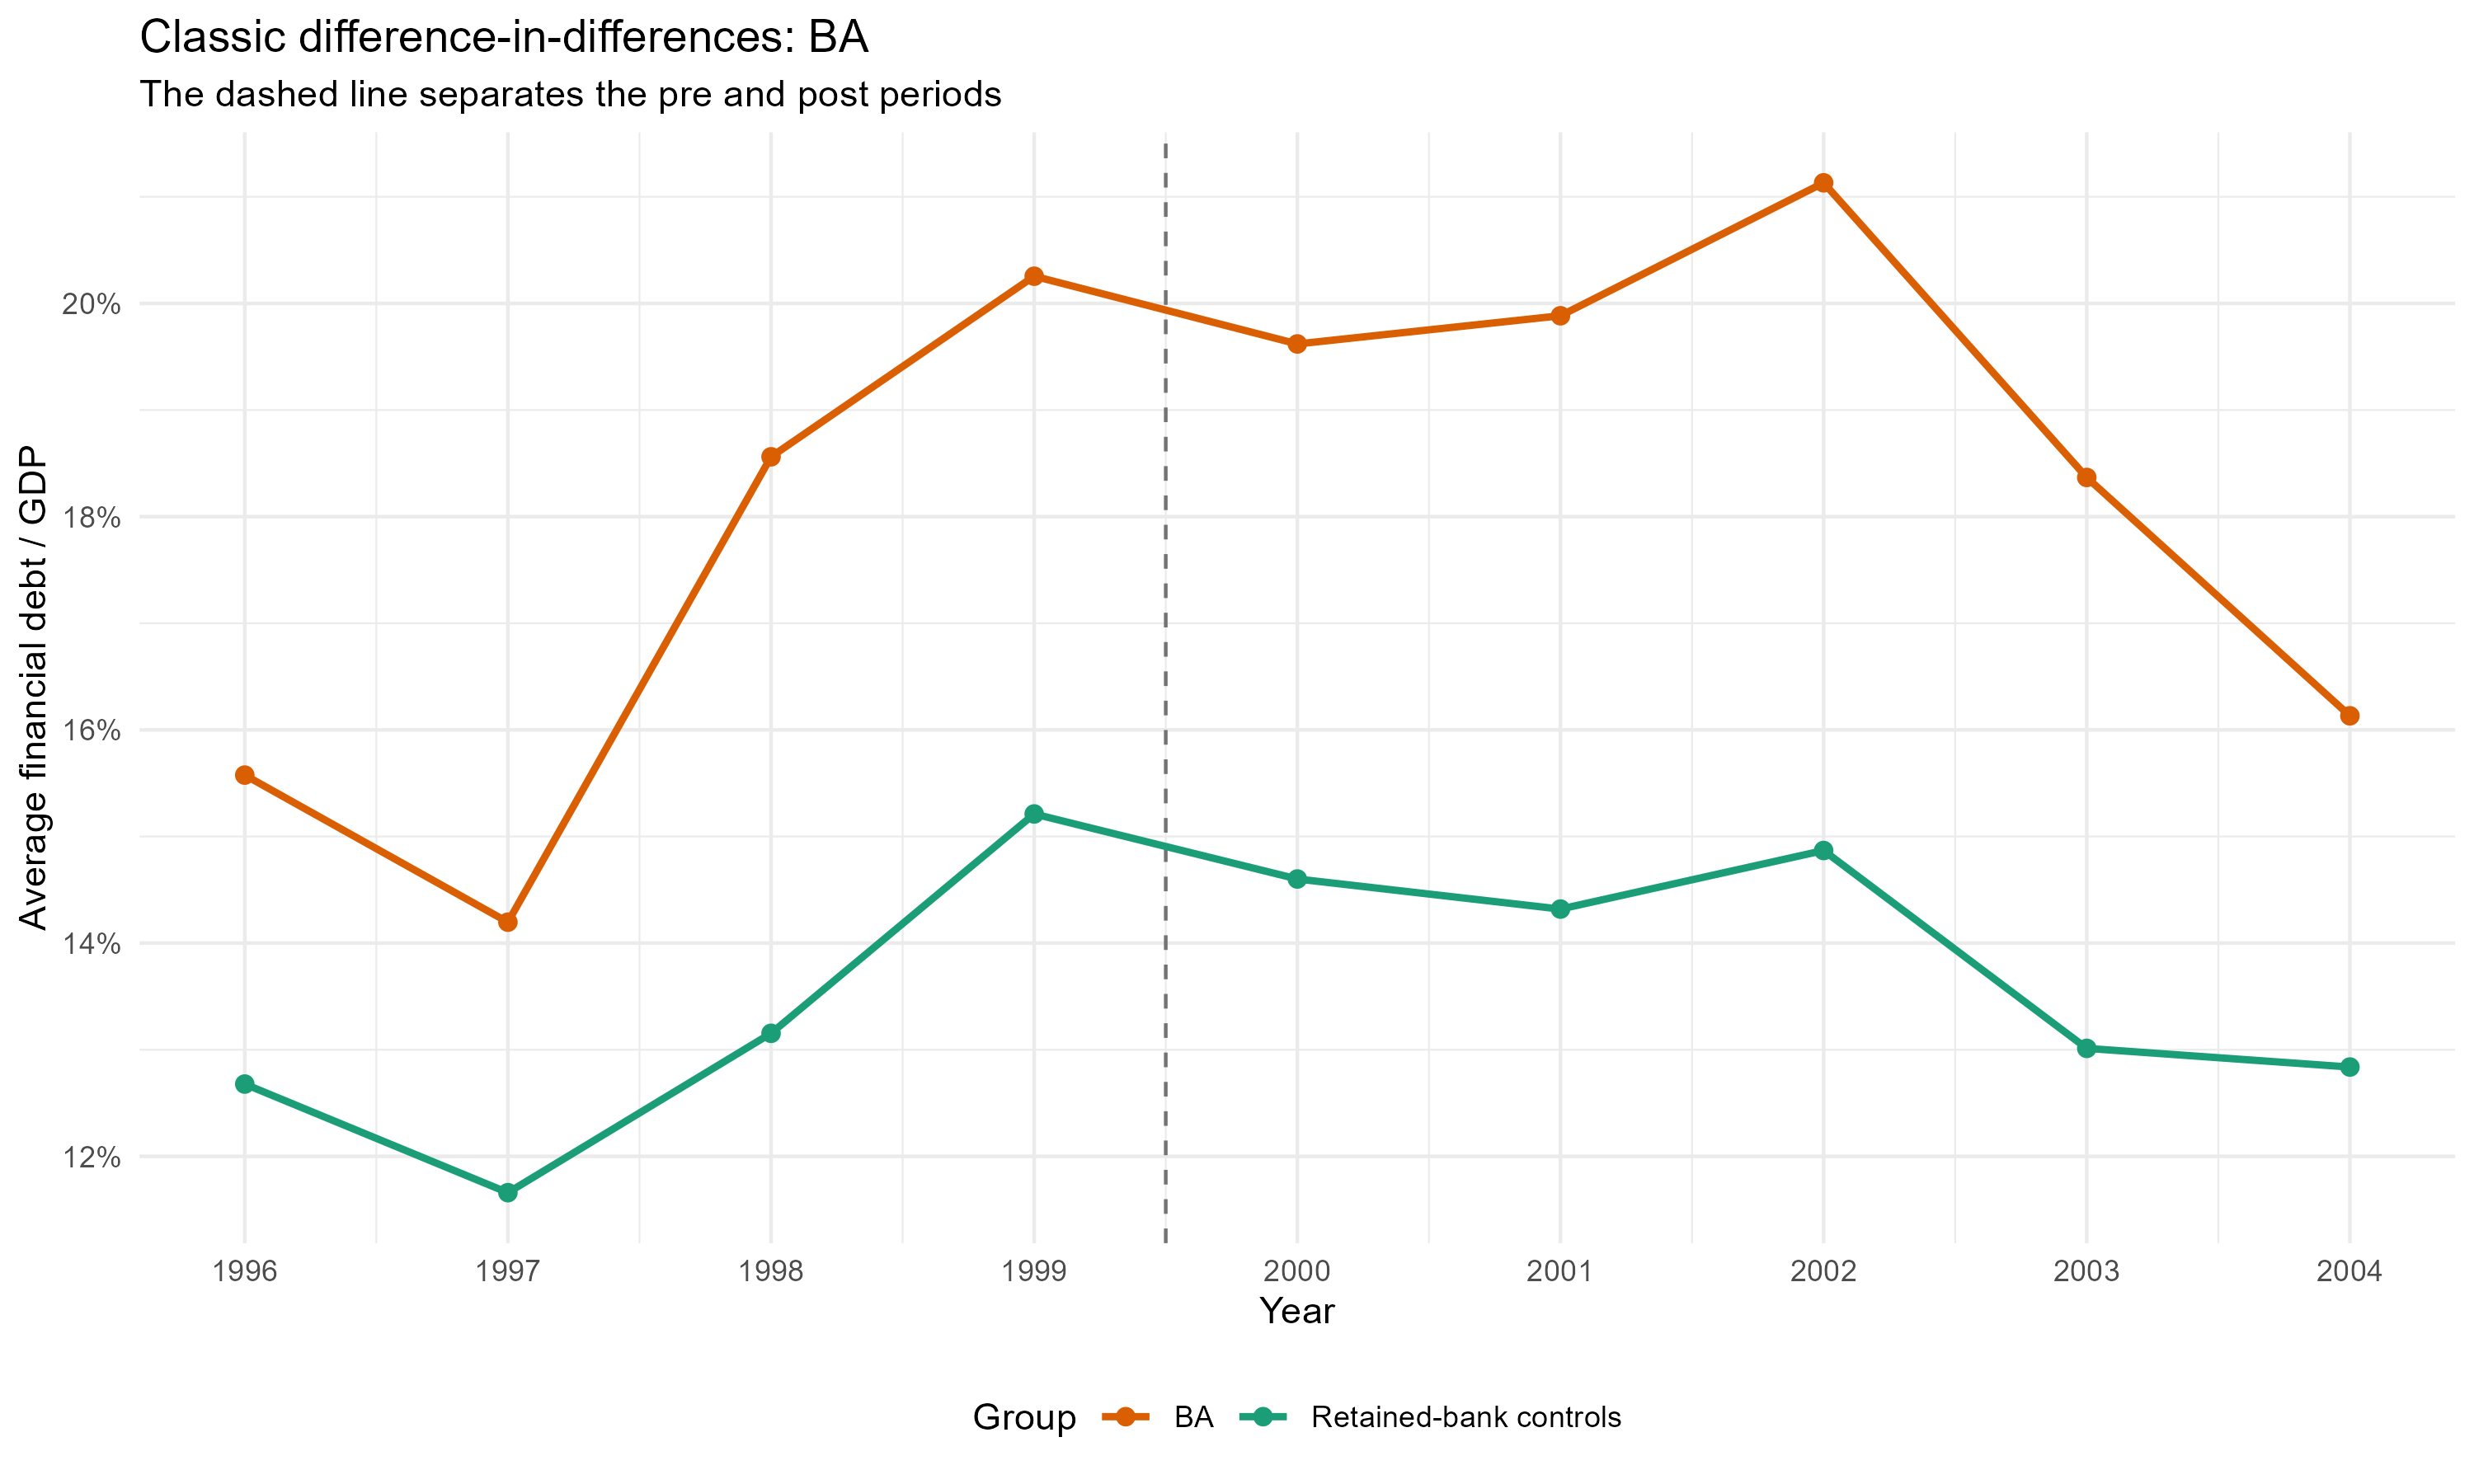 Classic difference-in-differences: BA
The dashed line separates the pre and post periods
Average financial debt / GDP
20%
18%
16%
14%
12%
1996 1997 1998 1999 2000 2001 2002 2003 2004
Year
Group BA Retained-bank controls